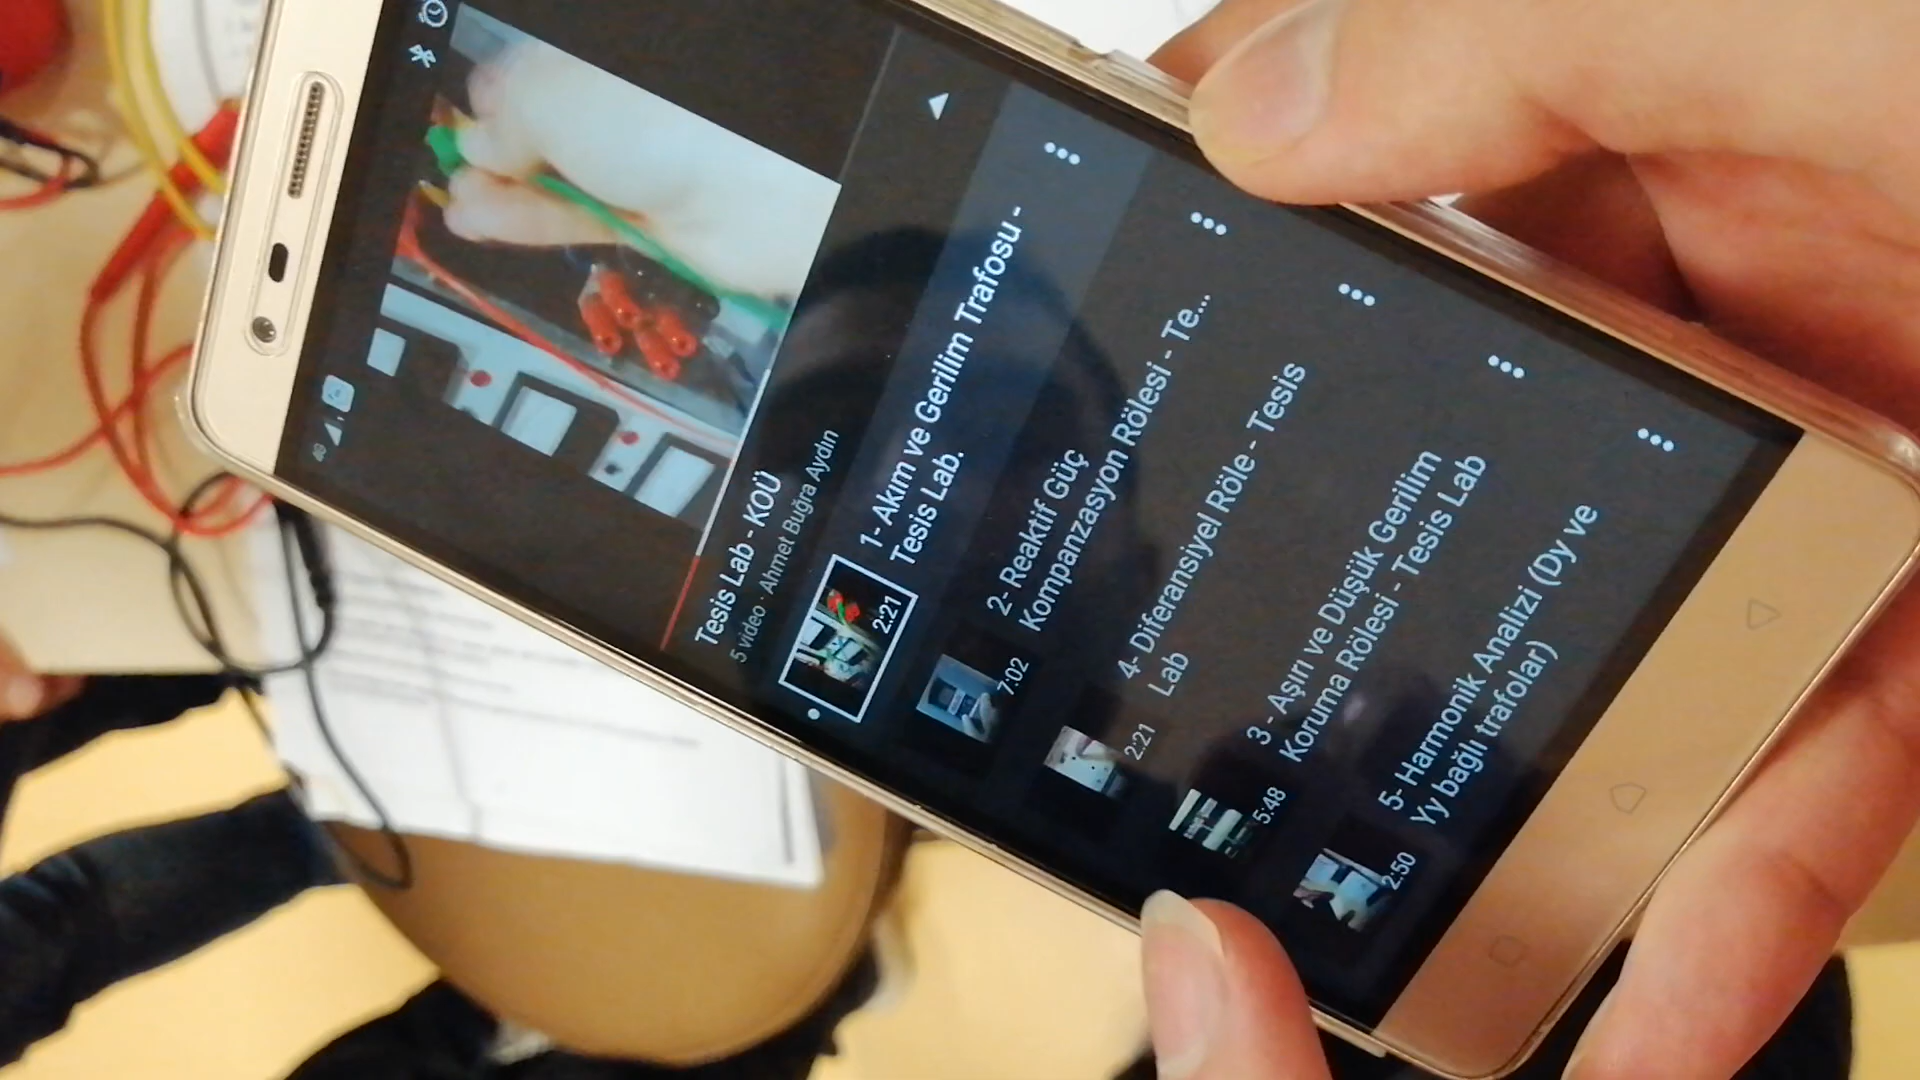 4G
Tesis Lab - KOÜ
5 video · Ahmet Buğra Aydın
1- Akım ve Gerilim Trafosu -
Tesis Lab.
2:21
2- Reaktif Güç
Kompanzasyon Rölesi - Te...
7:02
4- Diferansiyel Röle - Tesis
Lab
2:21
3 - Aşırı ve Düşük Gerilim
Koruma Rölesi - Tesis Lab
5:48
5- Harmonik Analizi (Dy ve
Yy bağlı trafolar)
2:50